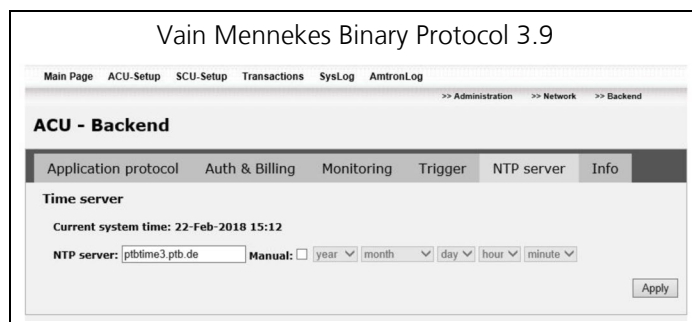 Vain Mennekes Binary Protocol 3.9
Main Page ACU-Setup SCU-Setup Transactions SysLog AmtronLog
>> Administration >> Network >> Backend
ACU - Backend
Application protocol Auth & Billing Monitoring Trigger NTP server Info
Time server
Current system time: 22-Feb-2018 15:12
NTP server: ptbtime3.ptb.de Manual: year month day hour minute
Apply